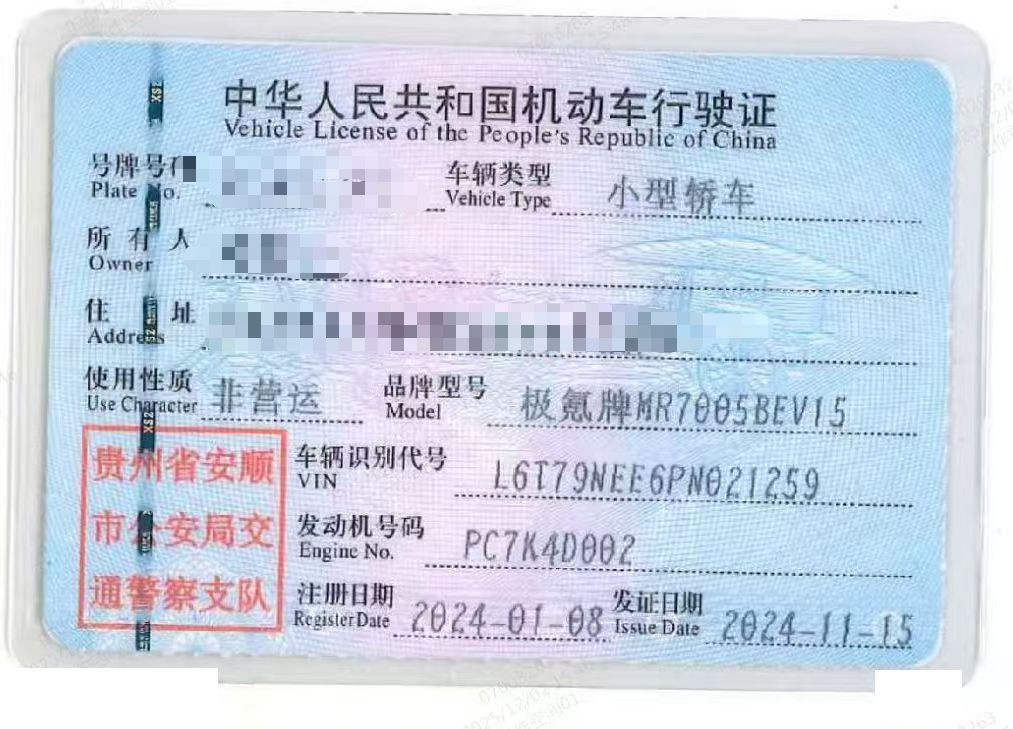 中华人民共和国机动车行驶证
Vehicle License of the People's Republic of China
号牌号
Plate No.
车辆类型
Vehicle Type
小型轿车
所有人
Owner
住址
Address
使用性质
Use Character
非营运
品牌型号
Model
极氪牌MR7005BEV15
贵州省安顺
市公安局交
通警察支队
车辆识别代号
VIN
L6T79NEE6PN021259
发动机号码
Engine No.
PC7K4D002
注册日期
Register Date
2024-01-08
发证日期
Issue Date
2024-11-15